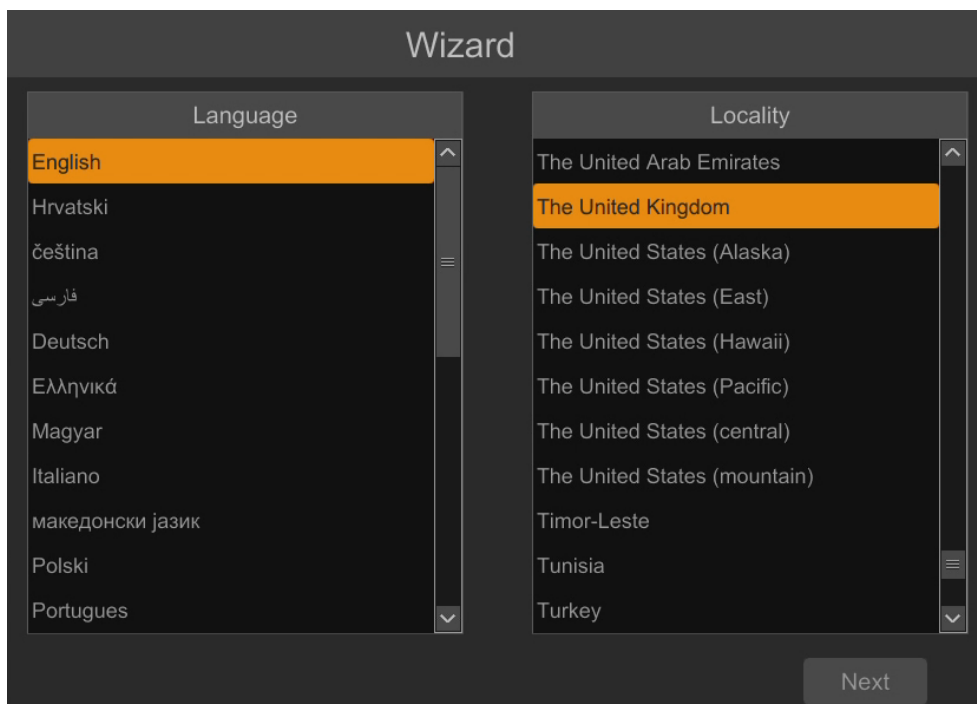 Wizard
Language
English
Hrvatski
čeština
فارسی
Deutsch
Ελληνικά
Magyar
Italiano
македонски јазик
Polski
Portugues
Locality
The United Arab Emirates
The United Kingdom
The United States (Alaska)
The United States (East)
The United States (Hawaii)
The United States (Pacific)
The United States (central)
The United States (mountain)
Timor-Leste
Tunisia
Turkey
Next